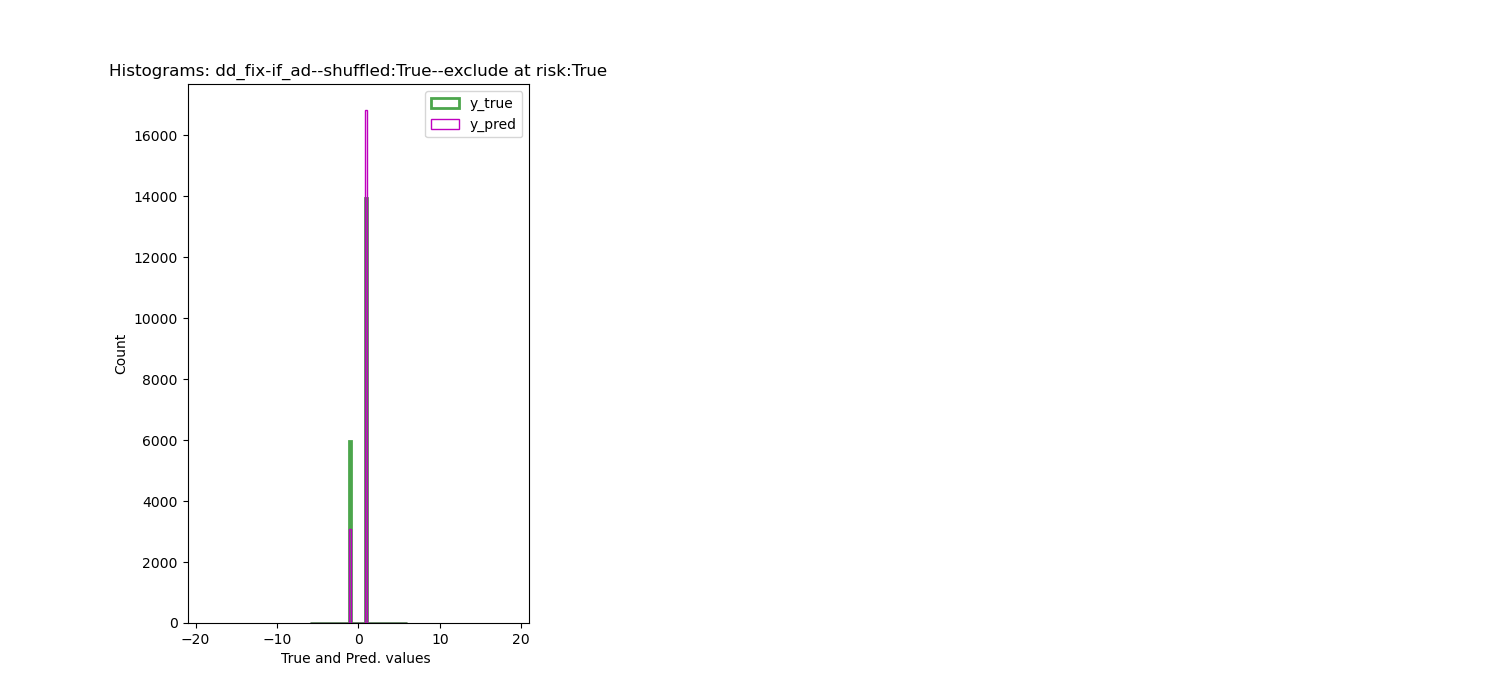 Histograms: dd_fix-if_ad--shuffled:True--exclude at risk:True
y_true
y_pred
16000
14000
12000
10000
8000
6000
4000
2000
0
Count
−20 −10 0 10 20
True and Pred. values